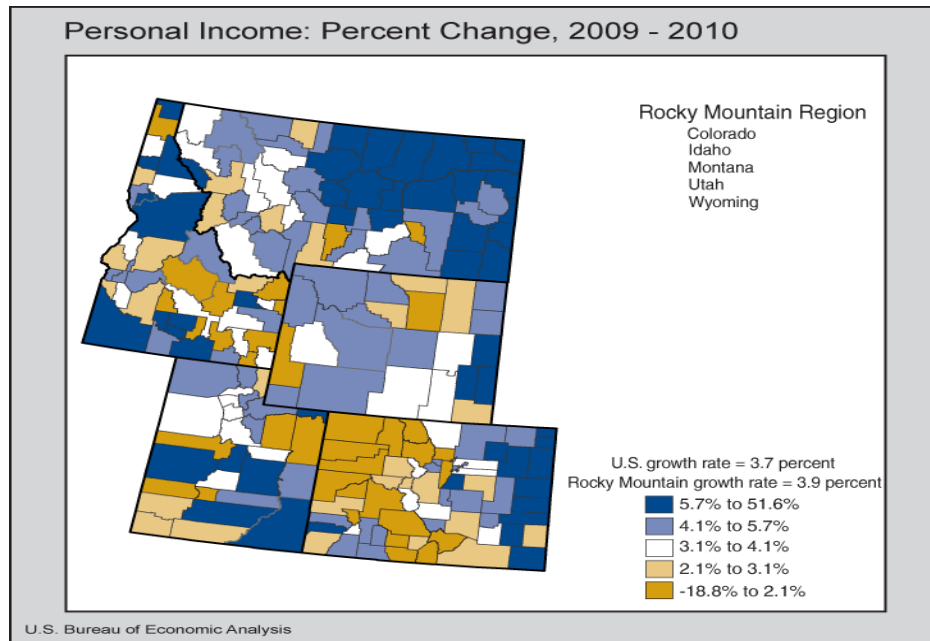 Personal Income: Percent Change, 2009 - 2010
Rocky Mountain Region
Colorado
Idaho
Montana
Utah
Wyoming
U.S. growth rate = 3.7 percent
Rocky Mountain growth rate = 3.9 percent
5.7% to 51.6%
4.1% to 5.7%
3.1% to 4.1%
2.1% to 3.1%
-18.8% to 2.1%
U.S. Bureau of Economic Analysis